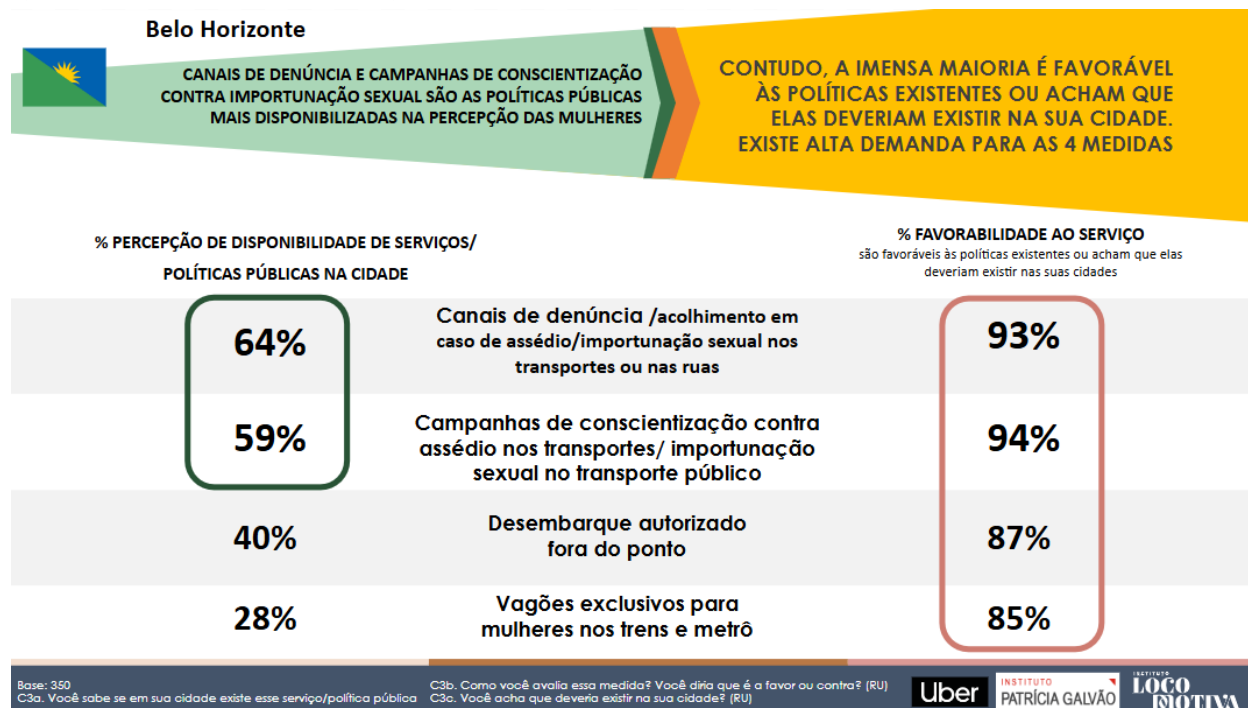 Belo Horizonte
CANAIS DE DENÚNCIA E CAMPANHAS DE CONSCIENTIZAÇÃO
CONTRA IMPORTUNAÇÃO SEXUAL SÃO AS POLÍTICAS PÚBLICAS
MAIS DISPONIBILIZADAS NA PERCEPÇÃO DAS MULHERES
CONTUDO, A IMENSA MAIORIA É FAVORÁVEL
ÀS POLÍTICAS EXISTENTES OU ACHAM QUE
ELAS DEVERIAM EXISTIR NA SUA CIDADE.
EXISTE ALTA DEMANDA PARA AS 4 MEDIDAS
% PERCEPÇÃO DE DISPONIBILIDADE DE SERVIÇOS/
POLÍTICAS PÚBLICAS NA CIDADE
% FAVORABILIDADE AO SERVIÇO
são favoráveis às políticas existentes ou acham que elas
deveriam existir nas suas cidades
64%
Canais de denúncia /acolhimento em
caso de assédio/importunação sexual nos
transportes ou nas ruas
93%
59%
Campanhas de conscientização contra
assédio nos transportes/ importunação
sexual no transporte público
94%
40%
Desembarque autorizado
fora do ponto
87%
28%
Vagões exclusivos para
mulheres nos trens e metrô
85%
Base: 350
C3a. Você sabe se em sua cidade existe esse serviço/política pública
C3b. Como você avalia essa medida? Você diria que é a favor ou contra? (RU)
C3c. Você acha que deveria existir na sua cidade? (RU)
Uber
INSTITUTO
PATRÍCIA GALVÃO
INSTITUTO
LOCO
MOTIVA